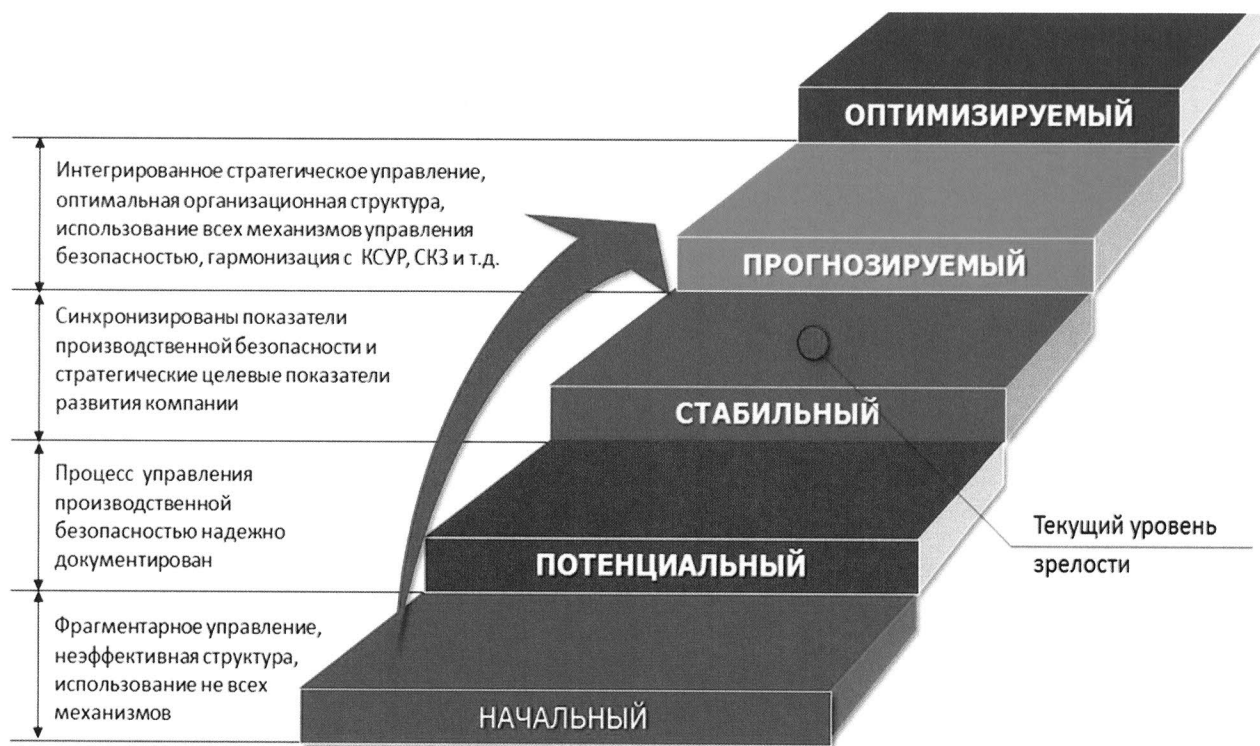 ОПТИМИЗИРУЕМЫЙ
Интегрированное стратегическое управление,
оптимальная организационная структура,
использование всех механизмов управления
безопасностью, гармонизация с КСУР, СКЗ и т.д.
ПРОГНОЗИРУЕМЫЙ
Синхронизированы показатели
производственной безопасности и
стратегические целевые показатели
развития компании
СТАБИЛЬНЫЙ
Процесс управления
производственной
безопасностью надежно
документирован
ПОТЕНЦИАЛЬНЫЙ
Текущий уровень
зрелости
Фрагментарное управление,
неэффективная структура,
использование не всех
механизмов
НАЧАЛЬНЫЙ